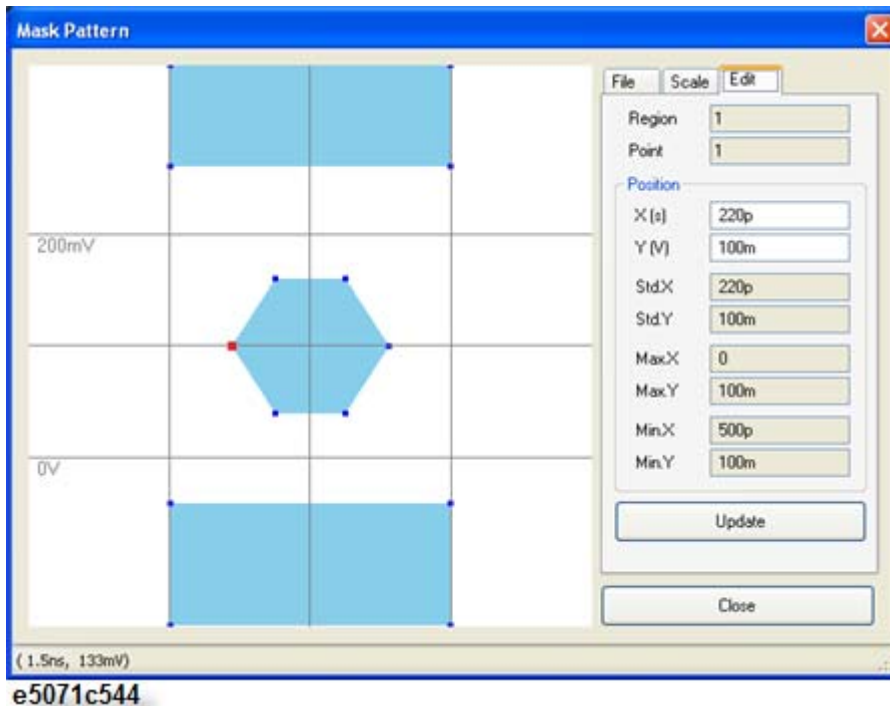 Mask Pattern
File Scale Edit
Region 1
Point 1
Position
X (s) 220p
Y (V) 100m
Std.X 220p
Std.Y 100m
Max.X 0
Max.Y 100m
Min.X 500p
Min.Y 100m
Update
Close
200mV
0V
( 1.5ns, 133mV)
e5071c544